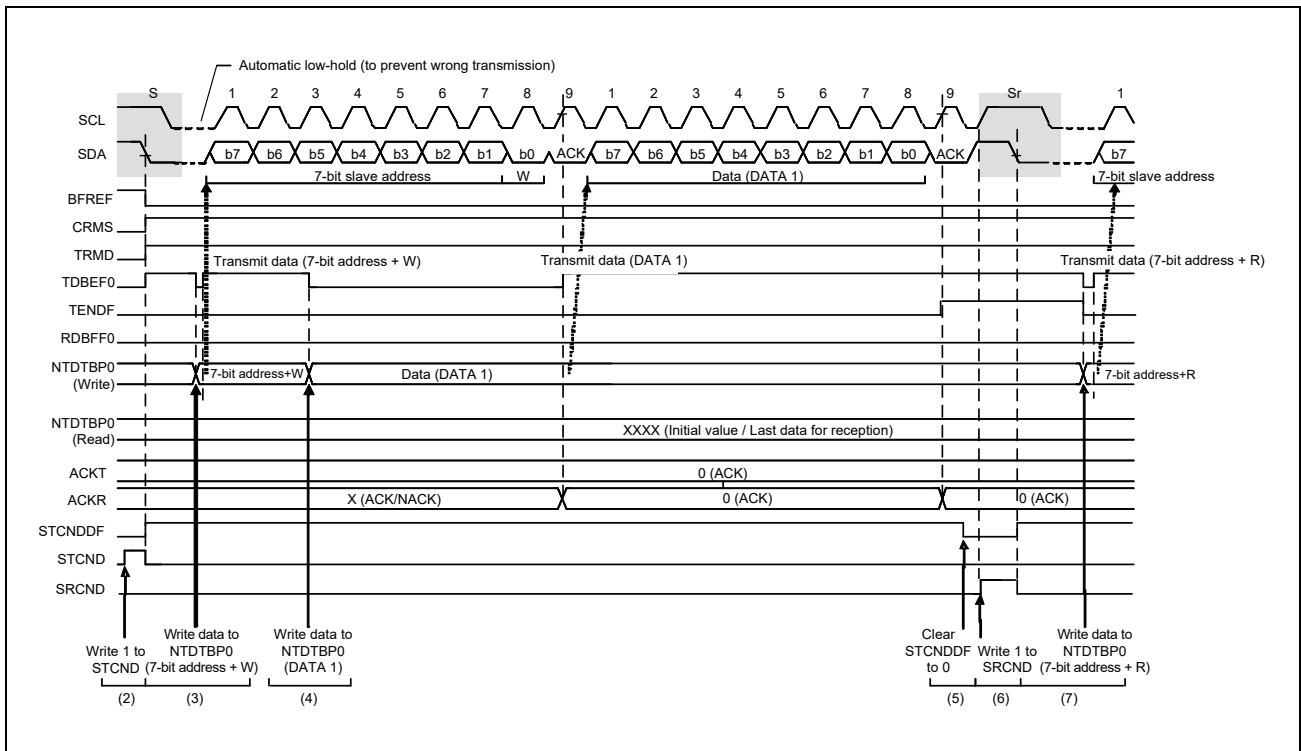 Automatic low-hold (to prevent wrong transmission)
S 1 2 3 4 5 6 7 8 9 1 2 3 4 5 6 7 8 9 Sr 1
SCL
SDA b7 b6 b5 b4 b3 b2 b1 b0 ACK b7 b6 b5 b4 b3 b2 b1 b0 ACK b7
7-bit slave address W Data (DATA 1) 7-bit slave address
BFREF
CRMS
TRMD
Transmit data (7-bit address + W) Transmit data (DATA 1) Transmit data (7-bit address + R)
TDBEF0
TENDF
RDBFF0
NTDTBP0
(Write)
7-bit address+W Data (DATA 1) 7-bit address+R
NTDTBP0
(Read)
XXXX (Initial value / Last data for reception)
ACKT 0 (ACK)
ACKR X (ACK/NACK) 0 (ACK) 0 (ACK)
STCNDDF
STCND
SRCND
Write 1 to
STCND
Write data to
NTDTBP0
(7-bit address + W)
Write data to
NTDTBP0
(DATA 1)
Clear
STCNDDF
to 0
Write 1 to
SRCND
Write data to
NTDTBP0
(7-bit address + R)
(2) (3) (4) (5) (6) (7)